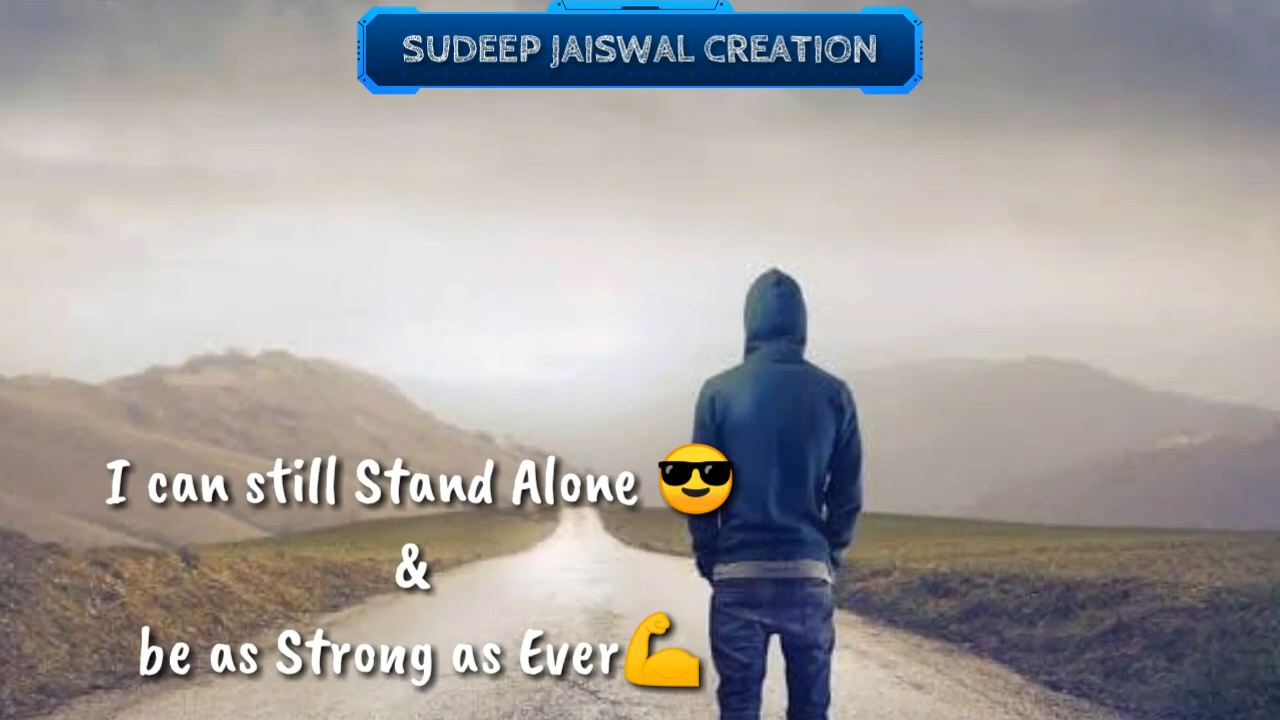 SUDEEP JAISWAL CREATION
I can still Stand Alone 😎
&
be as Strong as Ever💪